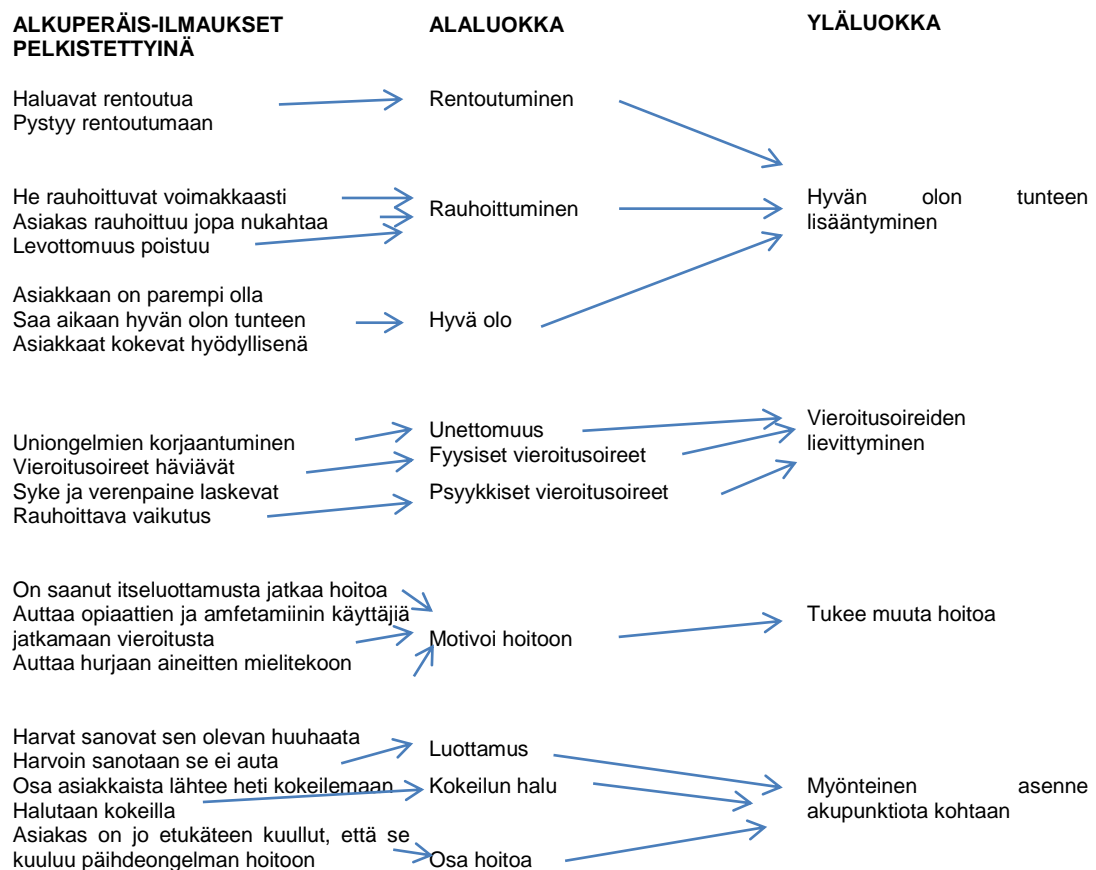 ALKUPERÄIS-ILMAUKSET
PELKISTETTYINÄ
ALALUOKKA
YLÄLUOKKA
Haluavat rentoutua
Pystyy rentoutumaan
Rentoutuminen
He rauhoittuvat voimakkaasti
Asiakas rauhoittuu jopa nukahtaa
Levottomuus poistuu
Rauhoittuminen
Hyvän olon tunteen
lisääntyminen
Asiakkaan on parempi olla
Saa aikaan hyvän olon tunteen
Asiakkaat kokevat hyödyllisenä
Hyvä olo
Uniongelmien korjaantuminen
Vieroitusoireet häviävät
Syke ja verenpaine laskevat
Rauhoittava vaikutus
Unettomuus
Fyysiset vieroitusoireet
Psyykkiset vieroitusoireet
Vieroitusoireiden
lievittyminen
On saanut itseluottamusta jatkaa hoitoa
Auttaa opiaattien ja amfetamiinin käyttäjiä
jatkamaan vieroitusta
Auttaa hurjaan aineitten mielitekoon
Motivoi hoitoon
Tukee muuta hoitoa
Harvat sanovat sen olevan huuhaata
Harvoin sanotaan se ei auta
Osa asiakkaista lähtee heti kokeilemaan
Halutaan kokeilla
Asiakas on jo etukäteen kuullut, että se
kuuluu päihdeongelman hoitoon
Luottamus
Kokeilun halu
Osa hoitoa
Myönteinen asenne
akupunktiota kohtaan